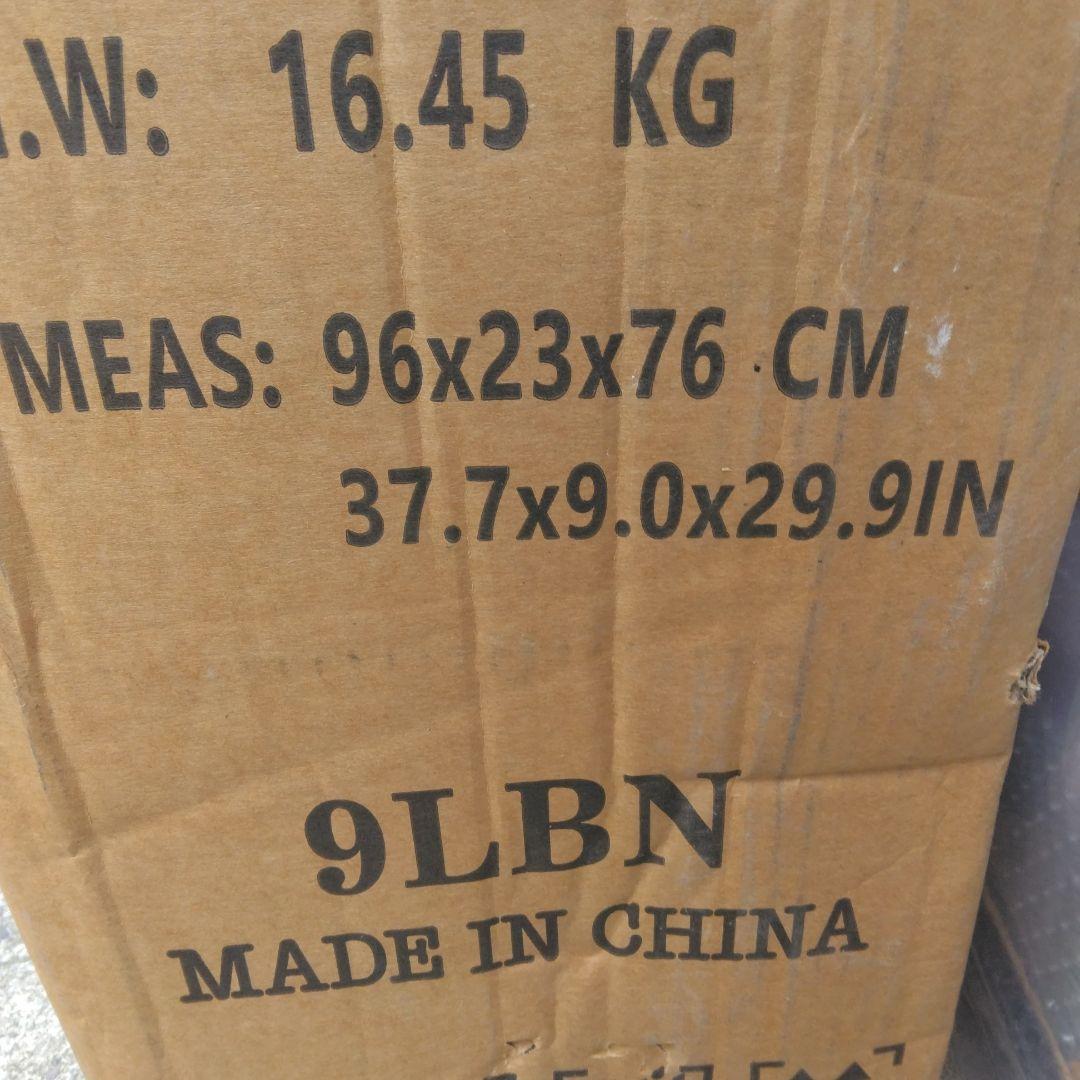 .W: 16.45 KG
MEAS: 96x23x76 CM
37.7x9.0x29.9IN
9LBN
MADE IN CHINA